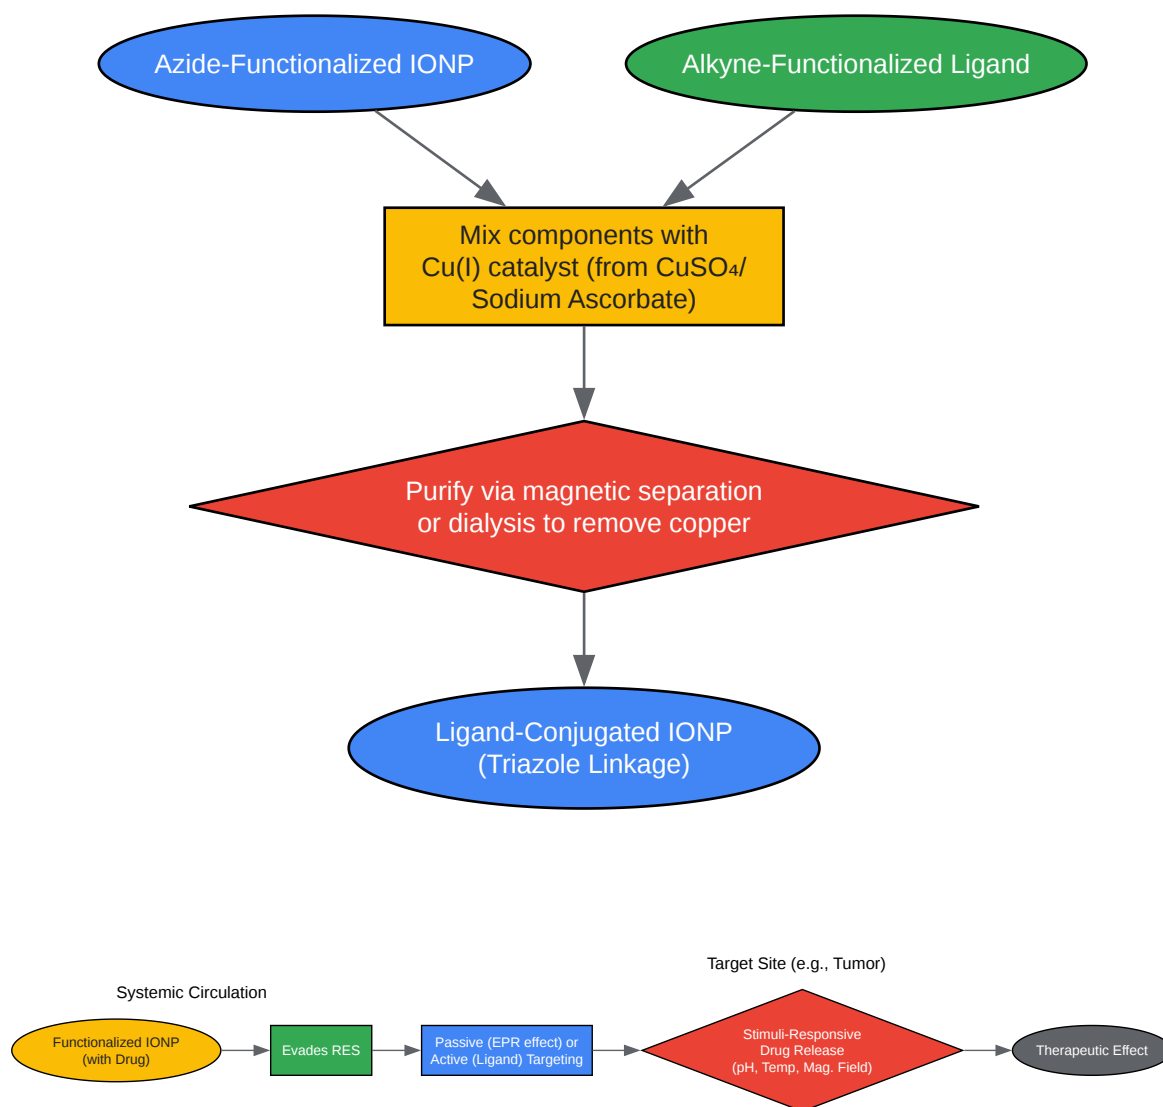 Azide-Functionalized IONP
Alkyne-Functionalized Ligand
Mix components with
Cu(I) catalyst (from CuSO₄/
Sodium Ascorbate)
Purify via magnetic separation
or dialysis to remove copper
Ligand-Conjugated IONP
(Triazole Linkage)
Systemic Circulation
Target Site (e.g., Tumor)
Functionalized IONP
(with Drug)
Evades RES
Passive (EPR effect) or
Active (Ligand) Targeting
Stimuli-Responsive
Drug Release
(pH, Temp, Mag. Field)
Therapeutic Effect